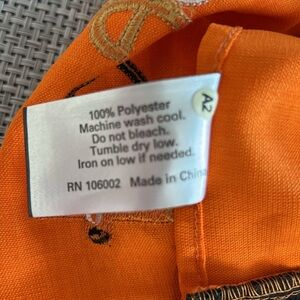 100% Polyester
Machine wash cool.
Do not bleach.
Tumble dry low.
Iron on low if needed.
RN 106002 Made in China
A2